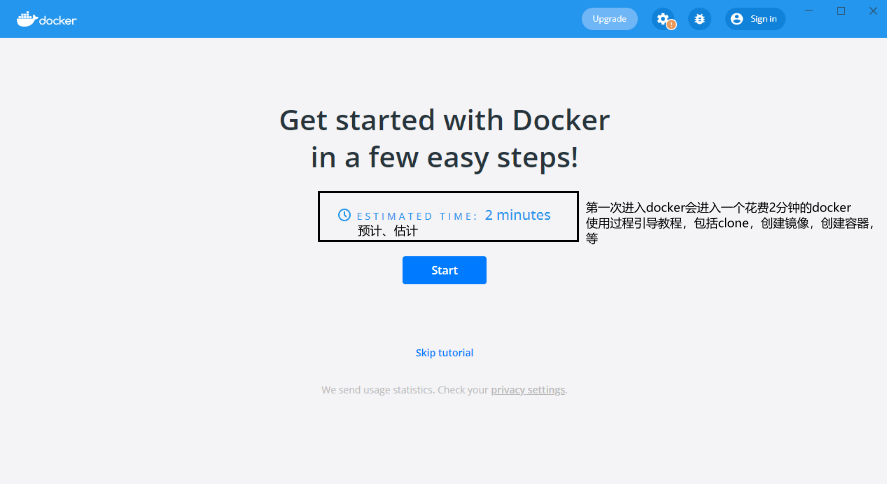 docker
Upgrade
Sign in
Get started with Docker
in a few easy steps!
ESTIMATED TIME: 2 minutes
预计、估计
第一次进入docker会进入一个花费2分钟的docker
使用过程引导教程，包括clone，创建镜像，创建容器，
等
Start
Skip tutorial
We send usage statistics. Check your privacy settings.